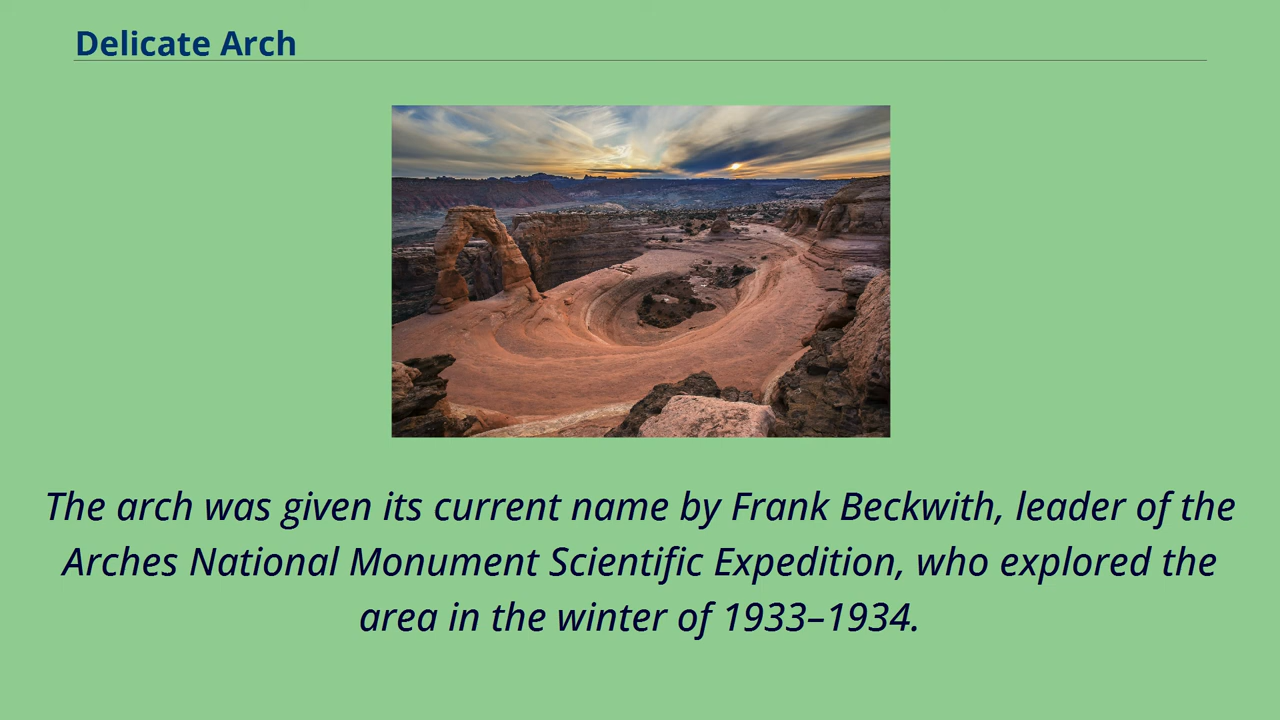 Delicate Arch
The arch was given its current name by Frank Beckwith, leader of the
Arches National Monument Scientific Expedition, who explored the
area in the winter of 1933–1934.